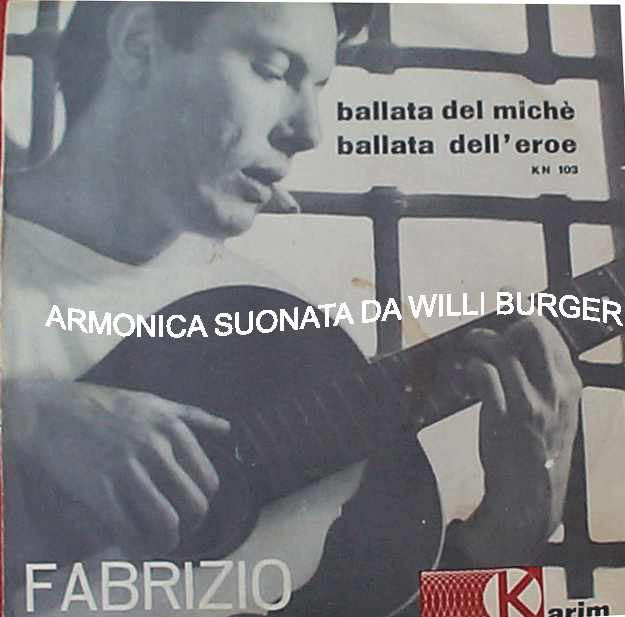 ballata del michè
ballata dell'eroe
KN 103
ARMONICA SUONATA DA WILLI BURGER
FABRIZIO
Karim